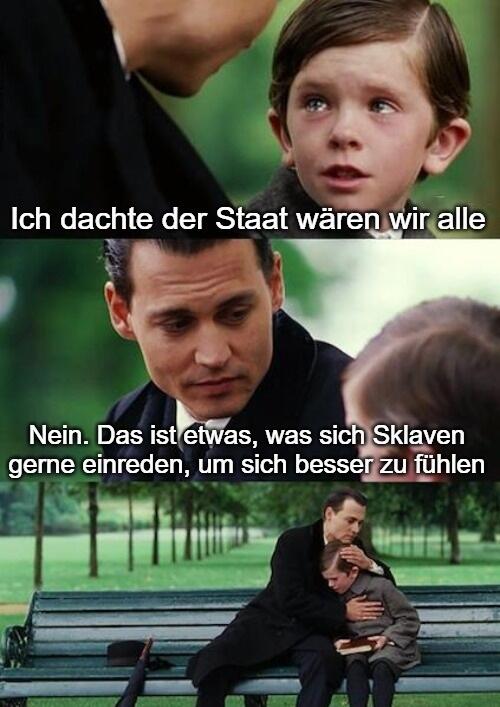 Ich dachte der Staat wären wir alle
Nein. Das ist etwas, was sich Sklaven
gerne einreden, um sich besser zu fühlen